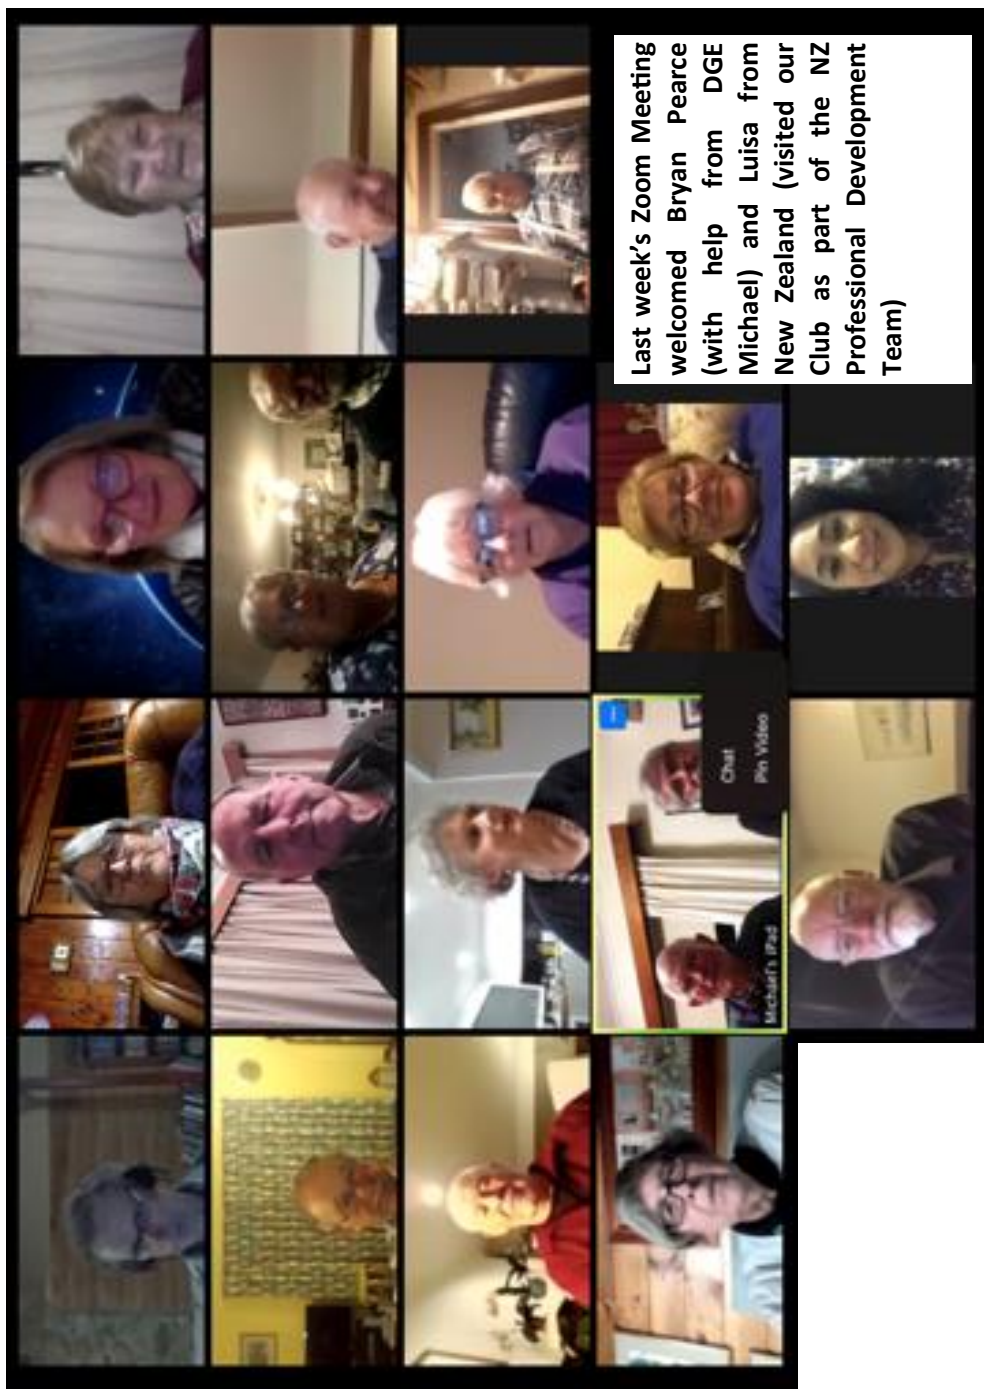 Last week's Zoom Meeting
welcomed Bryan Pearce
(with help from DGE
Michael) and Luisa from
New Zealand (visited our
Club as part of the NZ
Professional Development
Team)
Chat
Pin Video
Michael's iPad